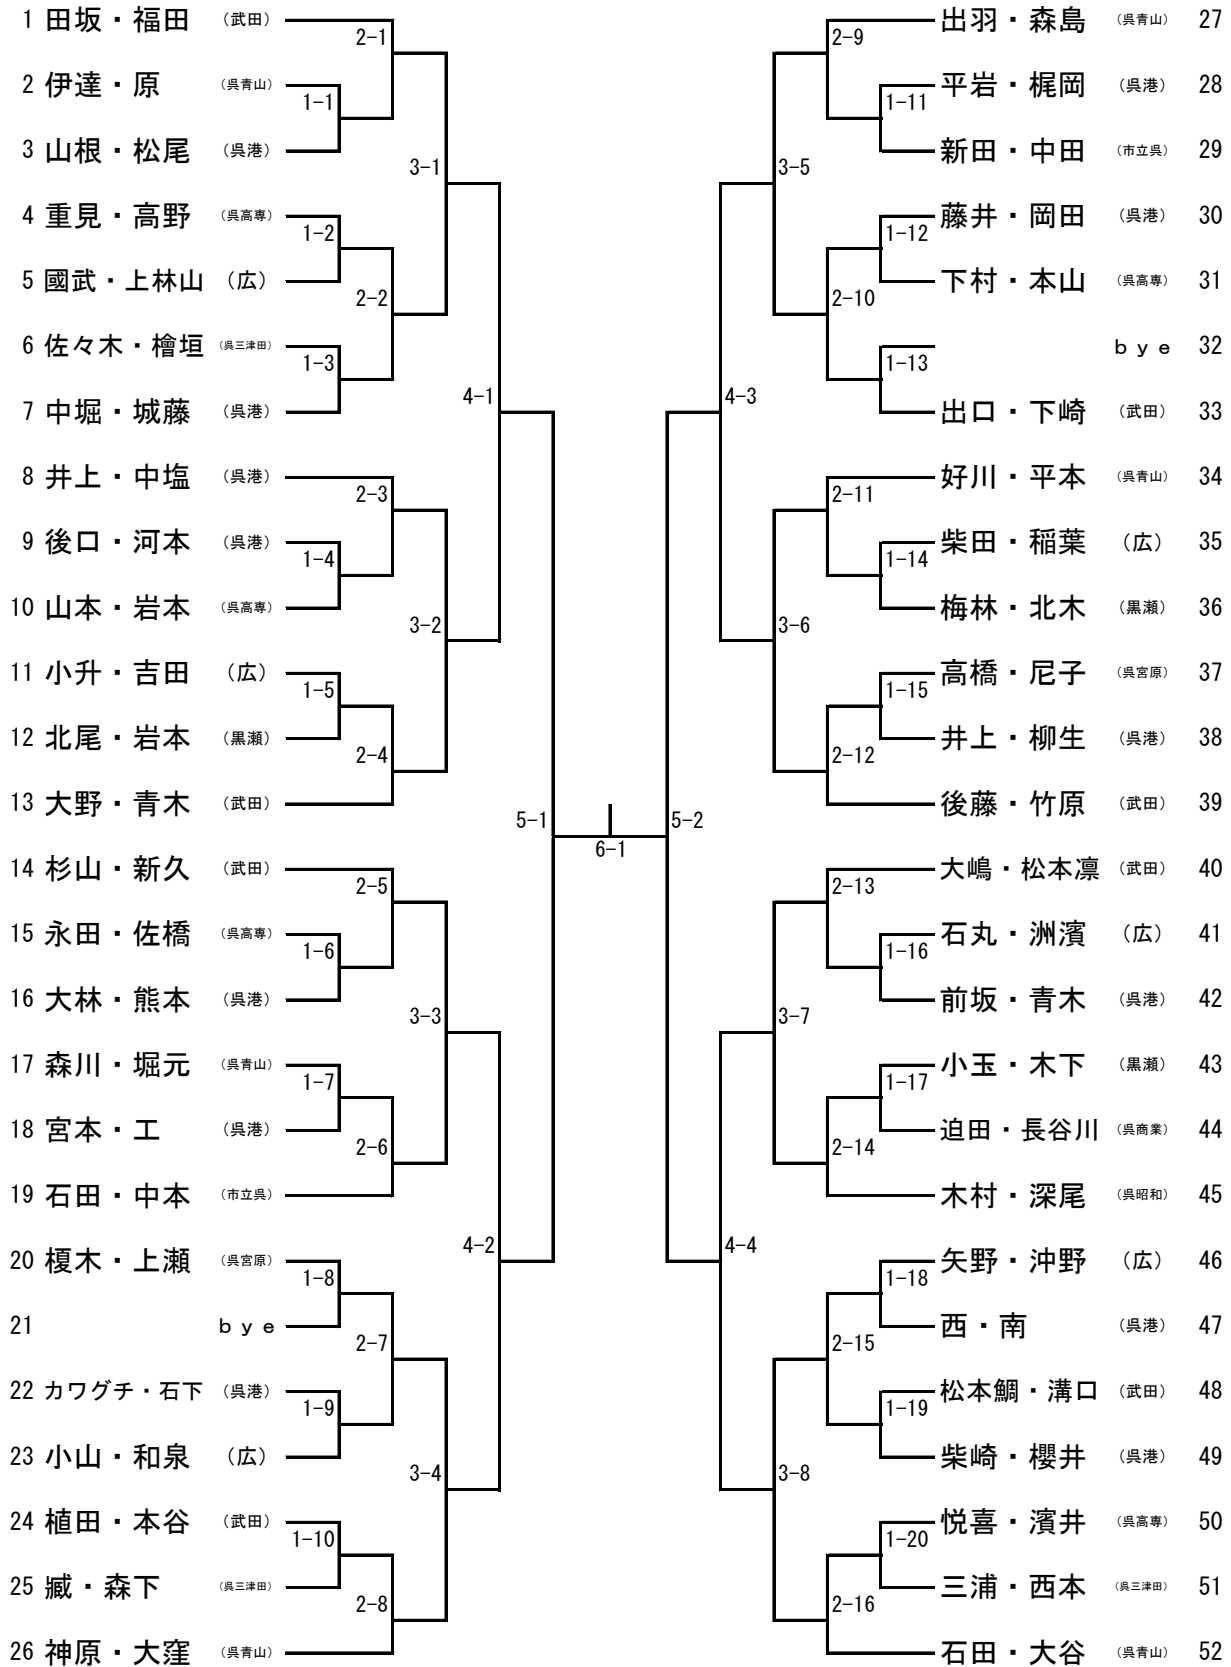 1 田坂・福田 （武田）
2 伊達・原 （呉青山）
3 山根・松尾 （呉港）
4 重見・高野 （呉高専）
5 國武・上林山 （広）
6 佐々木・檜垣 （呉三津田）
7 中堀・城藤 （呉港）
8 井上・中塩 （呉港）
9 後口・河本 （呉港）
10 山本・岩本 （呉高専）
11 小升・吉田 （広）
12 北尾・岩本 （黒瀬）
13 大野・青木 （武田）
14 杉山・新久 （武田）
15 永田・佐橋 （呉高専）
16 大林・熊本 （呉港）
17 森川・堀元 （呉青山）
18 宮本・工 （呉港）
19 石田・中本 （市立呉）
20 榎木・上瀬 （呉宮原）
21 ｂｙｅ
22 カワグチ・石下 （呉港）
23 小山・和泉 （広）
24 植田・本谷 （武田）
25 臧・森下 （呉三津田）
26 神原・大窪 （呉青山）
2-1
1-1
3-1
1-2
2-2
1-3
4-1
2-3
1-4
3-2
1-5
2-4
5-1
2-5
1-6
3-3
1-7
2-6
4-2
1-8
2-7
1-9
3-4
1-10
2-8
6-1
2-9
1-11
3-5
1-12
2-10
1-13
4-3
2-11
1-14
3-6
1-15
2-12
5-2
2-13
1-16
3-7
1-17
2-14
4-4
1-18
2-15
1-19
3-8
1-20
2-16
出羽・森島 （呉青山） 27
平岩・梶岡 （呉港） 28
新田・中田 （市立呉） 29
藤井・岡田 （呉港） 30
下村・本山 （呉高専） 31
ｂｙｅ 32
出口・下崎 （武田） 33
好川・平本 （呉青山） 34
柴田・稲葉 （広） 35
梅林・北木 （黒瀬） 36
高橋・尼子 （呉宮原） 37
井上・柳生 （呉港） 38
後藤・竹原 （武田） 39
大嶋・松本凛 （武田） 40
石丸・洲濱 （広） 41
前坂・青木 （呉港） 42
小玉・木下 （黒瀬） 43
迫田・長谷川 （呉商業） 44
木村・深尾 （呉昭和） 45
矢野・沖野 （広） 46
西・南 （呉港） 47
松本鯛・溝口 （武田） 48
柴崎・櫻井 （呉港） 49
悦喜・濱井 （呉高専） 50
三浦・西本 （呉三津田） 51
石田・大谷 （呉青山） 52